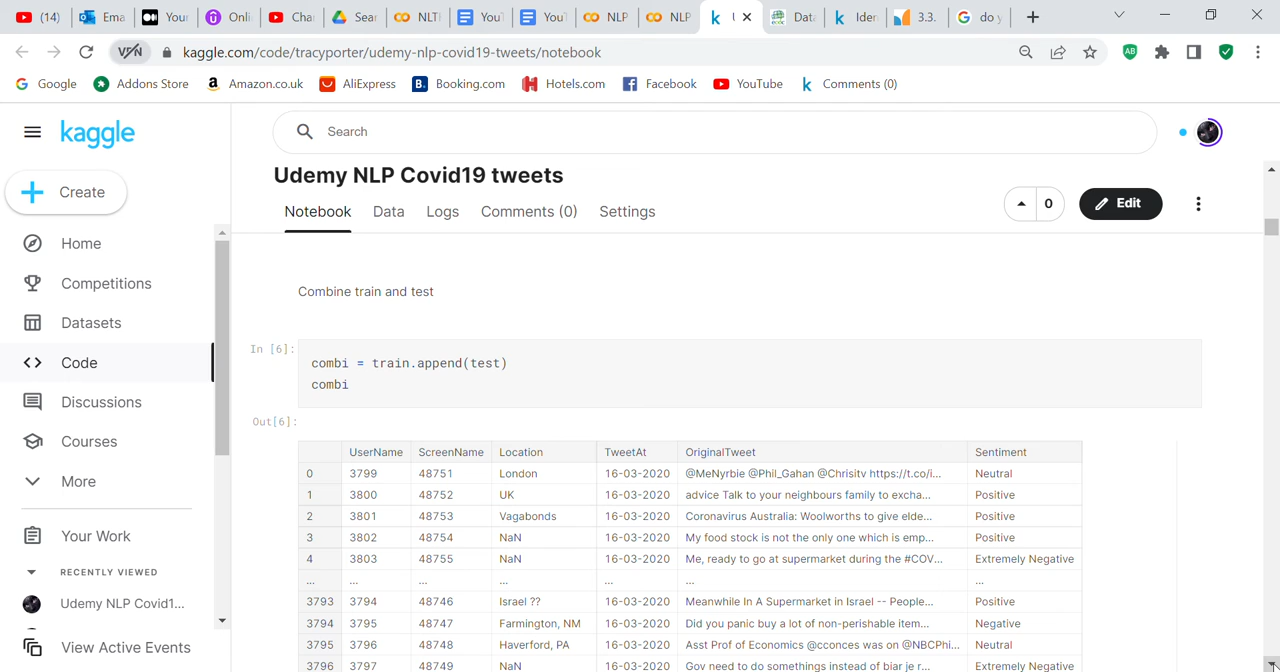 (14) Ema Your Onli Cha Sear NLTI YouT YouT NLP NLP Data Iden 3.3. do y
VPN kaggle.com/code/tracyporter/udemy-nlp-covid19-tweets/notebook AB
Google Addons Store Amazon.co.uk AliExpress B. Booking.com Hotels.com Facebook YouTube Comments (0)
kaggle
Search
Create
Home
Competitions
Datasets
Code
Discussions
Courses
More
Your Work
RECENTLY VIEWED
Udemy NLP Covid1...
View Active Events
Udemy NLP Covid19 tweets
0 Edit
Notebook Data Logs Comments (0) Settings
Combine train and test
In [6]:
combi = train.append(test)
combi
Out[6]:
UserName ScreenName Location TweetAt OriginalTweet Sentiment
0 3799 48751 London 16-03-2020 @MeNyrbie @Phil_Gahan @Chrisitv https://t.co/i... Neutral
1 3800 48752 UK 16-03-2020 advice Talk to your neighbours family to excha... Positive
2 3801 48753 Vagabonds 16-03-2020 Coronavirus Australia: Woolworths to give elde... Positive
3 3802 48754 NaN 16-03-2020 My food stock is not the only one which is emp... Positive
4 3803 48755 NaN 16-03-2020 Me, ready to go at supermarket during the #COV... Extremely Negative
... ... ... ... ... ... ...
3793 3794 48746 Israel ?? 16-03-2020 Meanwhile In A Supermarket in Israel -- People... Positive
3794 3795 48747 Farmington, NM 16-03-2020 Did you panic buy a lot of non-perishable item... Negative
3795 3796 48748 Haverford, PA 16-03-2020 Asst Prof of Economics @cconces was on @NBCPhi... Neutral
3796 3797 48749 NaN 16-03-2020 Gov need to do somethings instead of biar je r... Extremely Negative